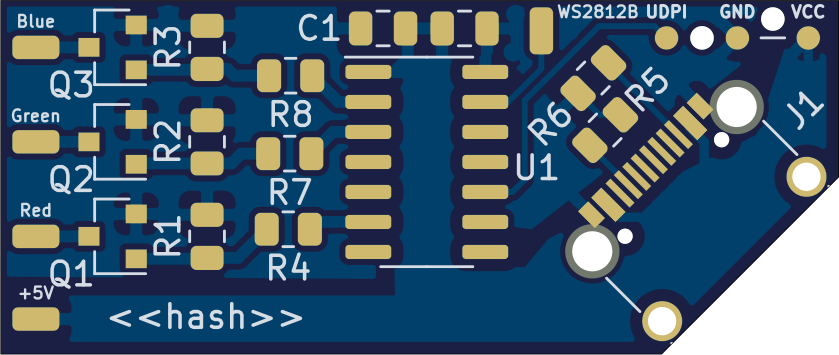 Blue
Q3
R3
C1
WS2812B UDPI GND VCC
R8
R6
R5
J1
Green
Q2
R2
R7
U1
Red
Q1
R1
R4
+5V
<<hash>>